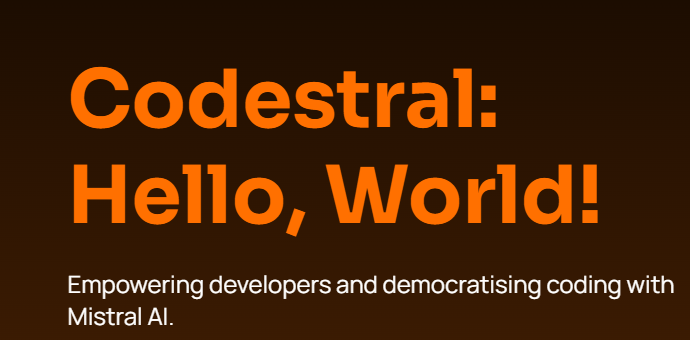 Codestral:
Hello, World!
Empowering developers and democratising coding with
Mistral AI.